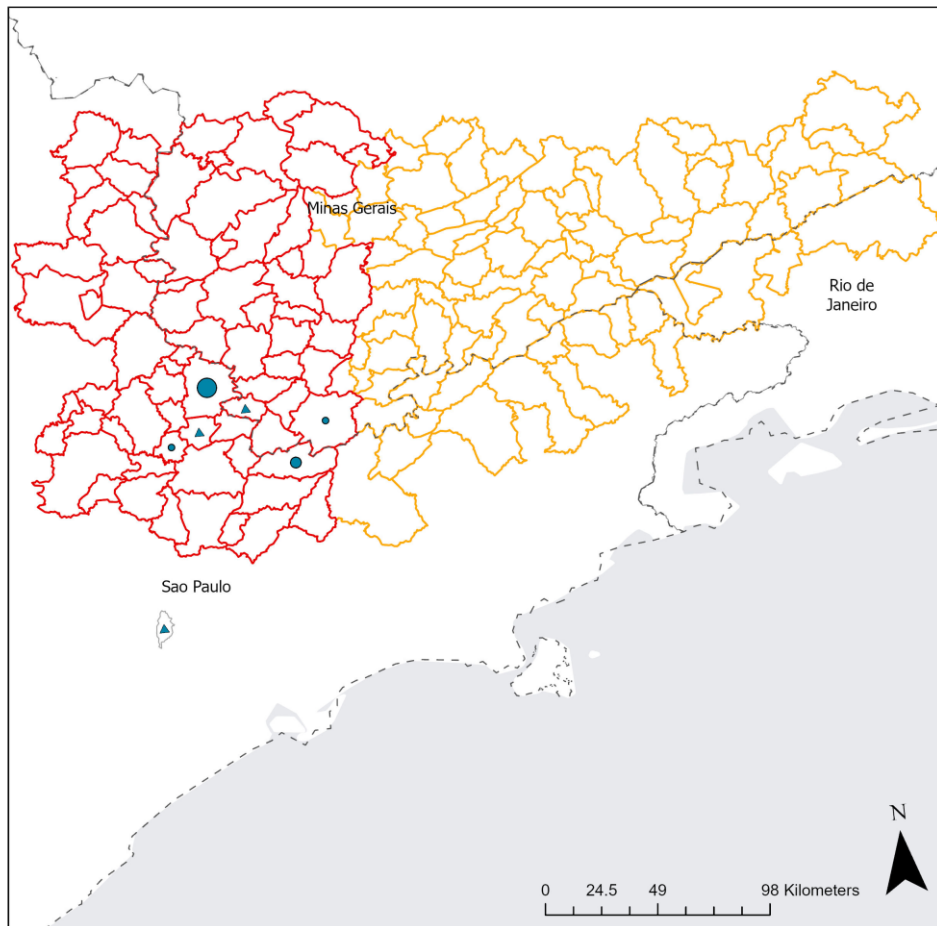 Minas Gerais
Rio de
Janeiro
Sao Paulo
N
0 24.5 49 98 Kilometers